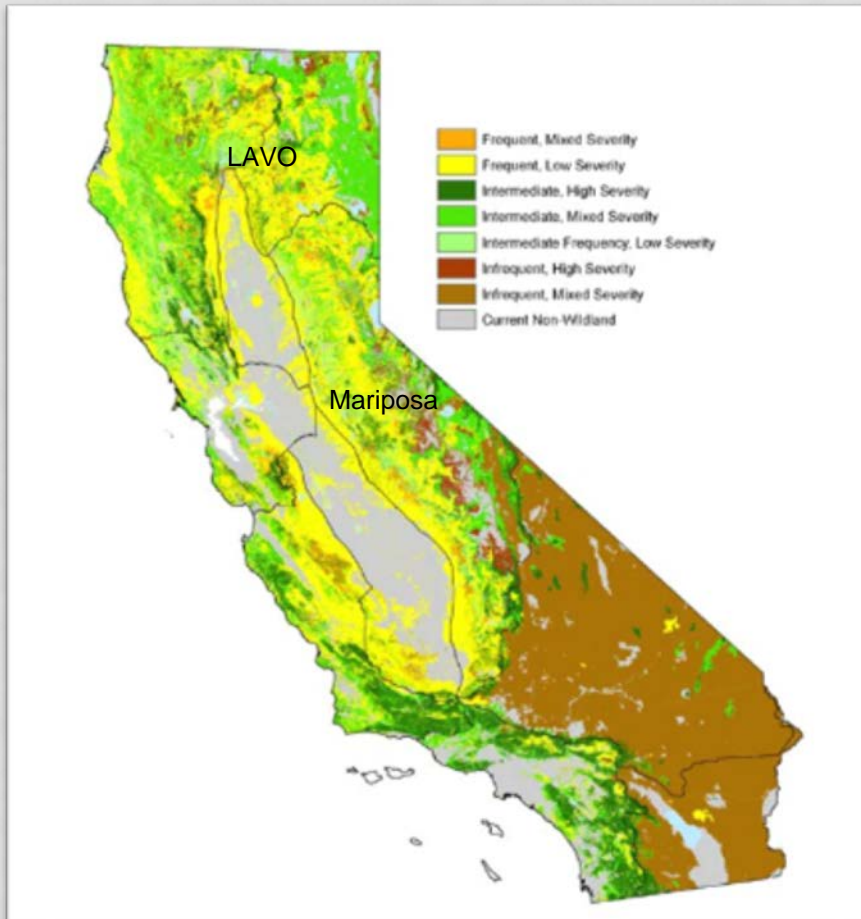 LAVO
Frequent, Mixed Severity
Frequent, Low Severity
Intermediate, High Severity
Intermediate, Mixed Severity
Intermediate Frequency, Low Severity
Infrequent, High Severity
Infrequent, Mixed Severity
Current Non-Wildland
Mariposa